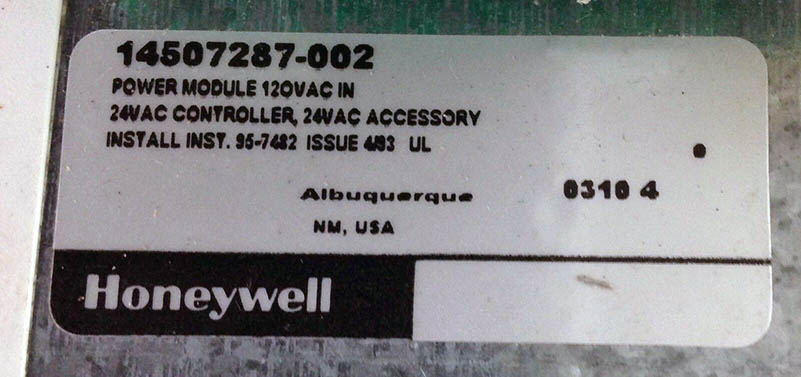 14507287-002
POWER MODULE 120VAC IN
24VAC CONTROLLER, 24VAC ACCESSORY
INSTALL INST. 95-7482 ISSUE 4/93 UL
Albuquerque 0310 4
NM, USA
Honeywell